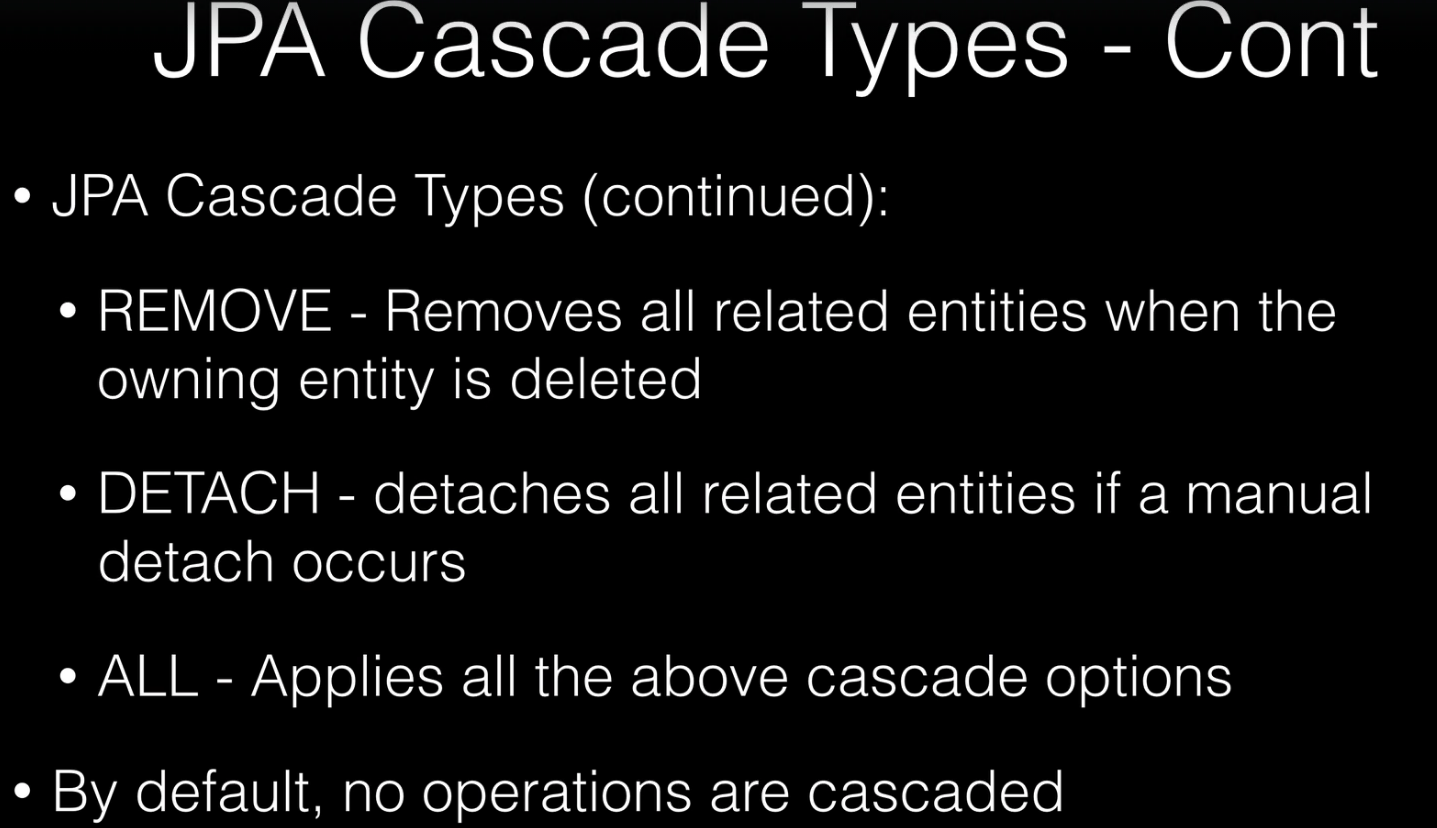 JPA Cascade Types - Cont
• JPA Cascade Types (continued):
• REMOVE - Removes all related entities when the
owning entity is deleted
• DETACH - detaches all related entities if a manual
detach occurs
• ALL - Applies all the above cascade options
• By default, no operations are cascaded